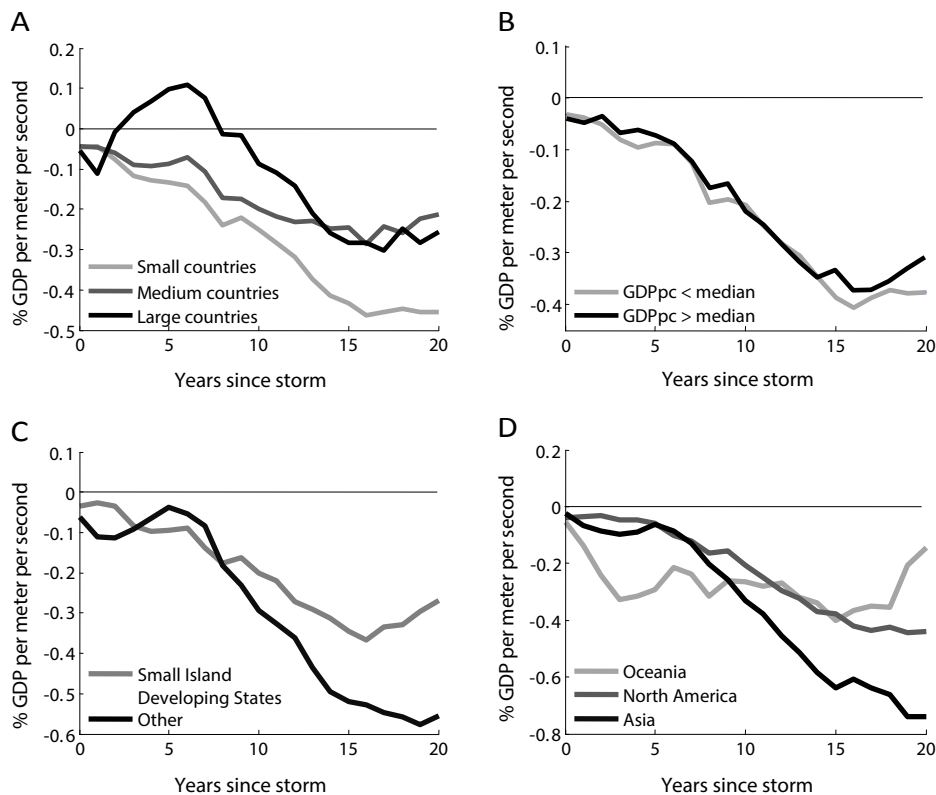 A
% GDP per meter per second
0.2
0.1
0
-0.1
-0.2
-0.3
-0.4
-0.5
Small countries
Medium countries
Large countries
0 5 10 15 20
Years since storm
B
% GDP per meter per second
0.1
0
-0.1
-0.2
-0.3
-0.4
GDPpc < median
GDPpc > median
0 5 10 15 20
Years since storm
C
% GDP per meter per second
0.1
0
-0.1
-0.2
-0.3
-0.4
-0.5
-0.6
Small Island
Developing States
Other
0 5 10 15 20
Years since storm
D
% GDP per meter per second
0.2
0
-0.2
-0.4
-0.6
-0.8
Oceania
North America
Asia
0 5 10 15 20
Years since storm